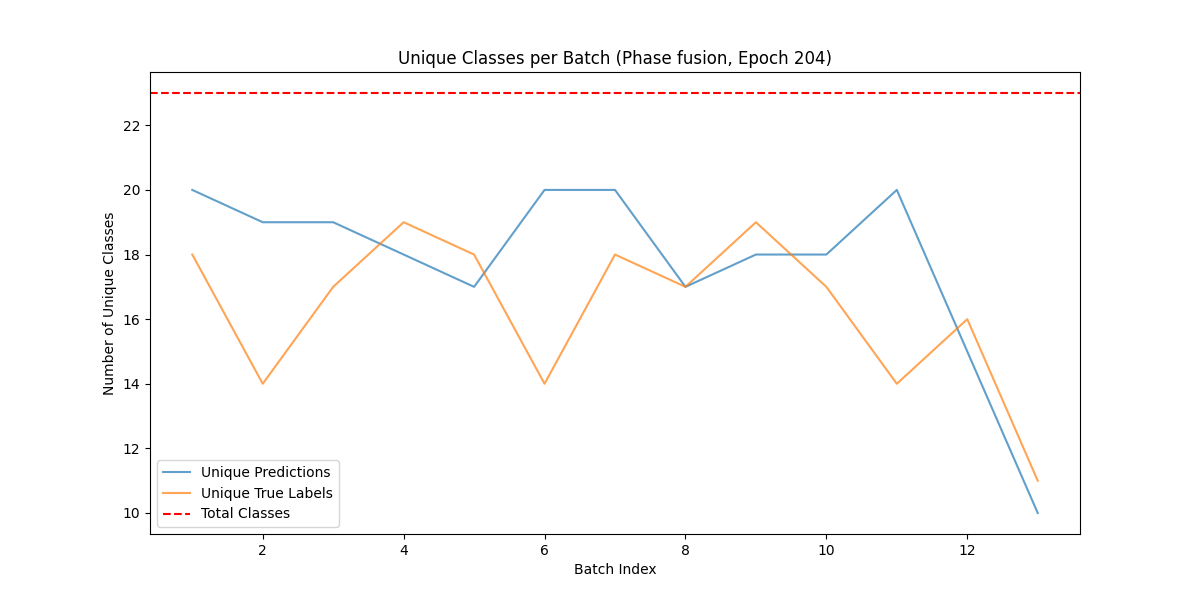 Unique Classes per Batch (Phase fusion, Epoch 204)
Number of Unique Classes
22
20
18
16
14
12
10
Unique Predictions
Unique True Labels
Total Classes
2 4 6 8 10 12
Batch Index